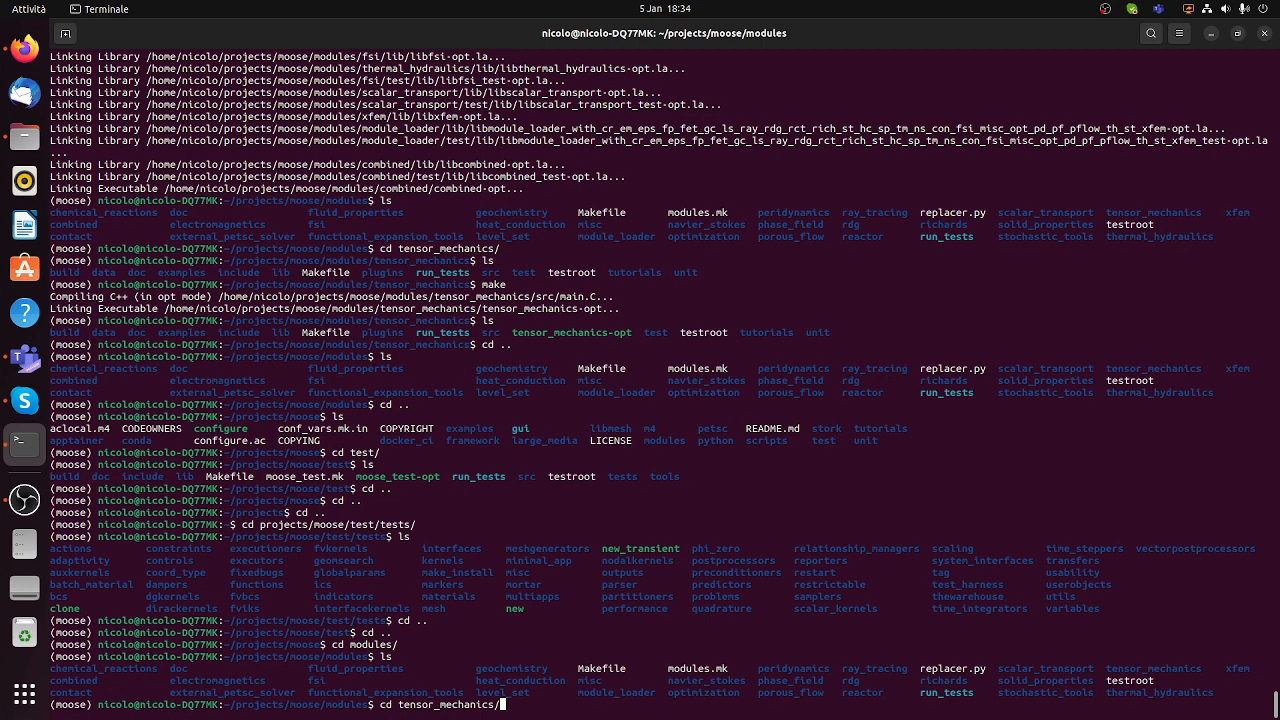 Attività Terminale 5 Jan 18:34
nicolo@nicolo-DQ77MK: ~/projects/moose/modules
Linking Library /home/nicolo/projects/moose/modules/fsi/lib/libfsi-opt.la...
Linking Library /home/nicolo/projects/moose/modules/thermal_hydraulics/lib/libthermal_hydraulics-opt.la...
Linking Library /home/nicolo/projects/moose/modules/fsi/test/lib/libfsi_test-opt.la...
Linking Library /home/nicolo/projects/moose/modules/scalar_transport/lib/libscalar_transport-opt.la...
Linking Library /home/nicolo/projects/moose/modules/scalar_transport/test/lib/libscalar_transport_test-opt.la...
Linking Library /home/nicolo/projects/moose/modules/xfem/lib/libxfem-opt.la...
Linking Library /home/nicolo/projects/moose/modules/module_loader/lib/libmodule_loader_with_cr_em_eps_fp_fet_gc_ls_ray_rdg_rct_rich_st_hc_sp_tm_ns_con_fsi_misc_opt_pd_pf_pflow_th_st_xfem-opt.la...
Linking Library /home/nicolo/projects/moose/modules/module_loader/test/lib/libmodule_loader_with_cr_em_eps_fp_fet_gc_ls_ray_rdg_rct_rich_st_hc_sp_tm_ns_con_fsi_misc_opt_pd_pf_pflow_th_st_xfem_test-opt.la
...
Linking Library /home/nicolo/projects/moose/modules/combined/lib/libcombined-opt.la...
Linking Library /home/nicolo/projects/moose/modules/combined/test/lib/libcombined_test-opt.la...
Linking Executable /home/nicolo/projects/moose/modules/combined/combined-opt...
(moose) nicolo@nicolo-DQ77MK:~/projects/moose/modules$ ls
chemical_reactions doc fluid_properties geochemistry Makefile modules.mk peridynamics ray_tracing replacer.py scalar_transport tensor_mechanics xfem
combined electromagnetics fsi heat_conduction misc navier_stokes phase_field rdg richards solid_properties testroot
contact external_petsc_solver functional_expansion_tools level_set module_loader optimization porous_flow reactor run_tests stochastic_tools thermal_hydraulics
(moose) nicolo@nicolo-DQ77MK:~/projects/moose/modules$ cd tensor_mechanics/
(moose) nicolo@nicolo-DQ77MK:~/projects/moose/modules/tensor_mechanics$ ls
build data doc examples include lib Makefile plugins run_tests src test testroot tutorials unit
(moose) nicolo@nicolo-DQ77MK:~/projects/moose/modules/tensor_mechanics$ make
Compiling C++ (in opt mode) /home/nicolo/projects/moose/modules/tensor_mechanics/src/main.C...
Linking Executable /home/nicolo/projects/moose/modules/tensor_mechanics/tensor_mechanics-opt...
(moose) nicolo@nicolo-DQ77MK:~/projects/moose/modules/tensor_mechanics$ ls
build data doc examples include lib Makefile plugins run_tests src tensor_mechanics-opt test testroot tutorials unit
(moose) nicolo@nicolo-DQ77MK:~/projects/moose/modules/tensor_mechanics$ cd ..
(moose) nicolo@nicolo-DQ77MK:~/projects/moose/modules$ ls
chemical_reactions doc fluid_properties geochemistry Makefile modules.mk peridynamics ray_tracing replacer.py scalar_transport tensor_mechanics xfem
combined electromagnetics fsi heat_conduction misc navier_stokes phase_field rdg richards solid_properties testroot
contact external_petsc_solver functional_expansion_tools level_set module_loader optimization porous_flow reactor run_tests stochastic_tools thermal_hydraulics
(moose) nicolo@nicolo-DQ77MK:~/projects/moose/modules$ cd ..
(moose) nicolo@nicolo-DQ77MK:~/projects/moose$ ls
aclocal.m4 CODEOWNERS configure conf_vars.mk.in COPYRIGHT examples gui libmesh m4 petsc README.md stork tutorials
apptainer conda configure.ac COPYING docker_ci framework large_media LICENSE modules python scripts test unit
(moose) nicolo@nicolo-DQ77MK:~/projects/moose$ cd test/
(moose) nicolo@nicolo-DQ77MK:~/projects/moose/test$ ls
build doc include lib Makefile moose_test.mk moose_test-opt run_tests src testroot tests tools
(moose) nicolo@nicolo-DQ77MK:~/projects/moose/test$ cd ..
(moose) nicolo@nicolo-DQ77MK:~/projects/moose$ cd ..
(moose) nicolo@nicolo-DQ77MK:~/projects$ cd ..
(moose) nicolo@nicolo-DQ77MK:~$ cd projects/moose/test/tests/
(moose) nicolo@nicolo-DQ77MK:~/projects/moose/test/tests$ ls
actions constraints executioners fvkernels interfaces meshgenerators new_transient phi_zero relationship_managers scaling time_steppers vectorpostprocessors
adaptivity controls executors geomsearch kernels minimal_app nodalkernels postprocessors reporters system_interfaces transfers
auxkernels coord_type fixedbugs globalparams make_install misc outputs preconditioners restart tag usability
batch_material dampers functions ics markers mortar parser predictors restrictable test_harness userobjects
bcs dgkernels fvbcs indicators materials multiapps partitioners problems samplers thewarehouse utils
clone dirackernels fviks interfacekernels mesh new performance quadrature scalar_kernels time_integrators variables
(moose) nicolo@nicolo-DQ77MK:~/projects/moose/test/tests$ cd ..
(moose) nicolo@nicolo-DQ77MK:~/projects/moose/test$ cd ..
(moose) nicolo@nicolo-DQ77MK:~/projects/moose$ cd modules/
(moose) nicolo@nicolo-DQ77MK:~/projects/moose/modules$ ls
chemical_reactions doc fluid_properties geochemistry Makefile modules.mk peridynamics ray_tracing replacer.py scalar_transport tensor_mechanics xfem
combined electromagnetics fsi heat_conduction misc navier_stokes phase_field rdg richards solid_properties testroot
contact external_petsc_solver functional_expansion_tools level_set module_loader optimization porous_flow reactor run_tests stochastic_tools thermal_hydraulics
(moose) nicolo@nicolo-DQ77MK:~/projects/moose/modules$ cd tensor_mechanics/